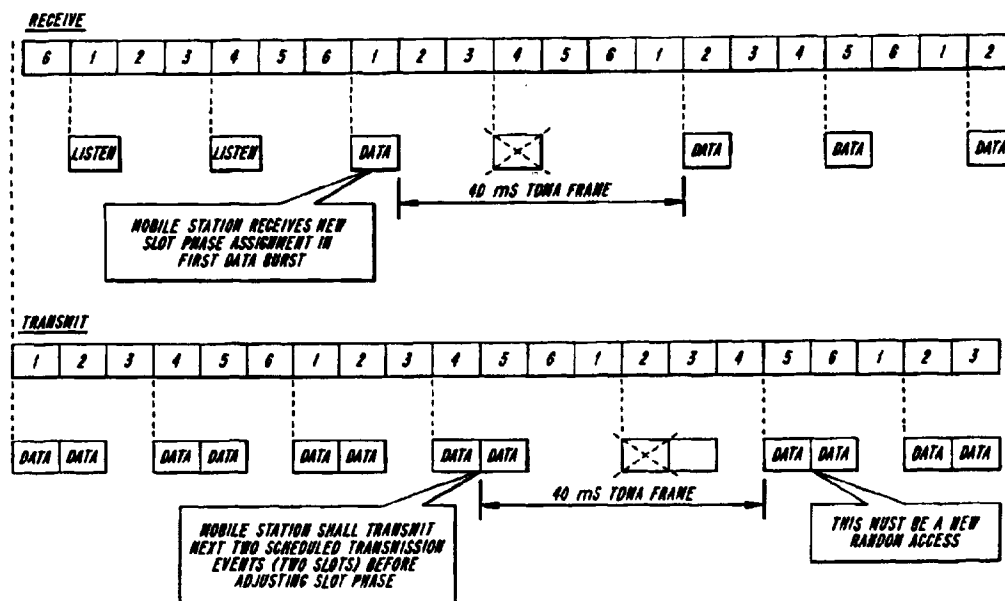 RECEIVE
6 1 2 3 4 5 6 1 2 3 4 5 6 1 2 3 4 5 6 1 2
LISTEN LISTEN DATA DATA DATA DATA
40 mS TDMA FRAME
MOBILE STATION RECEIVES NEW
SLOT PHASE ASSIGNMENT IN
FIRST DATA BURST
TRANSMIT
1 2 3 4 5 6 1 2 3 4 5 6 1 2 3 4 5 6 1 2 3
DATA DATA DATA DATA DATA DATA DATA DATA DATA DATA DATA DATA
40 mS TDMA FRAME
MOBILE STATION SHALL TRANSMIT
NEXT TWO SCHEDULED TRANSMISSION
EVENTS (TWO SLOTS) BEFORE
ADJUSTING SLOT PHASE
THIS MUST BE A NEW
RANDOM ACCESS